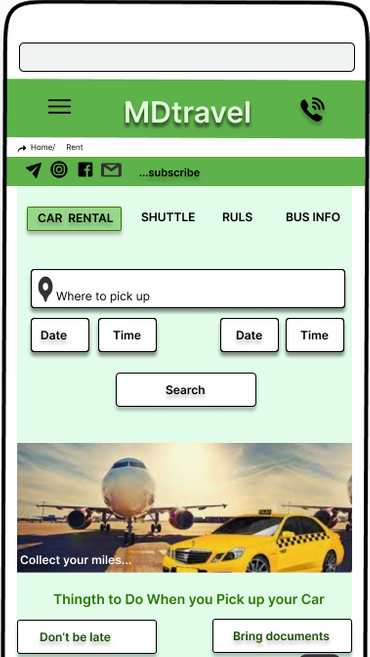 MDtravel
Home/ Rent
...subscribe
CAR RENTAL SHUTTLE RULS BUS INFO
Where to pick up
Date Time Date Time
Search
Collect your miles...
Thingth to Do When you Pick up your Car
Don't be late Bring documents